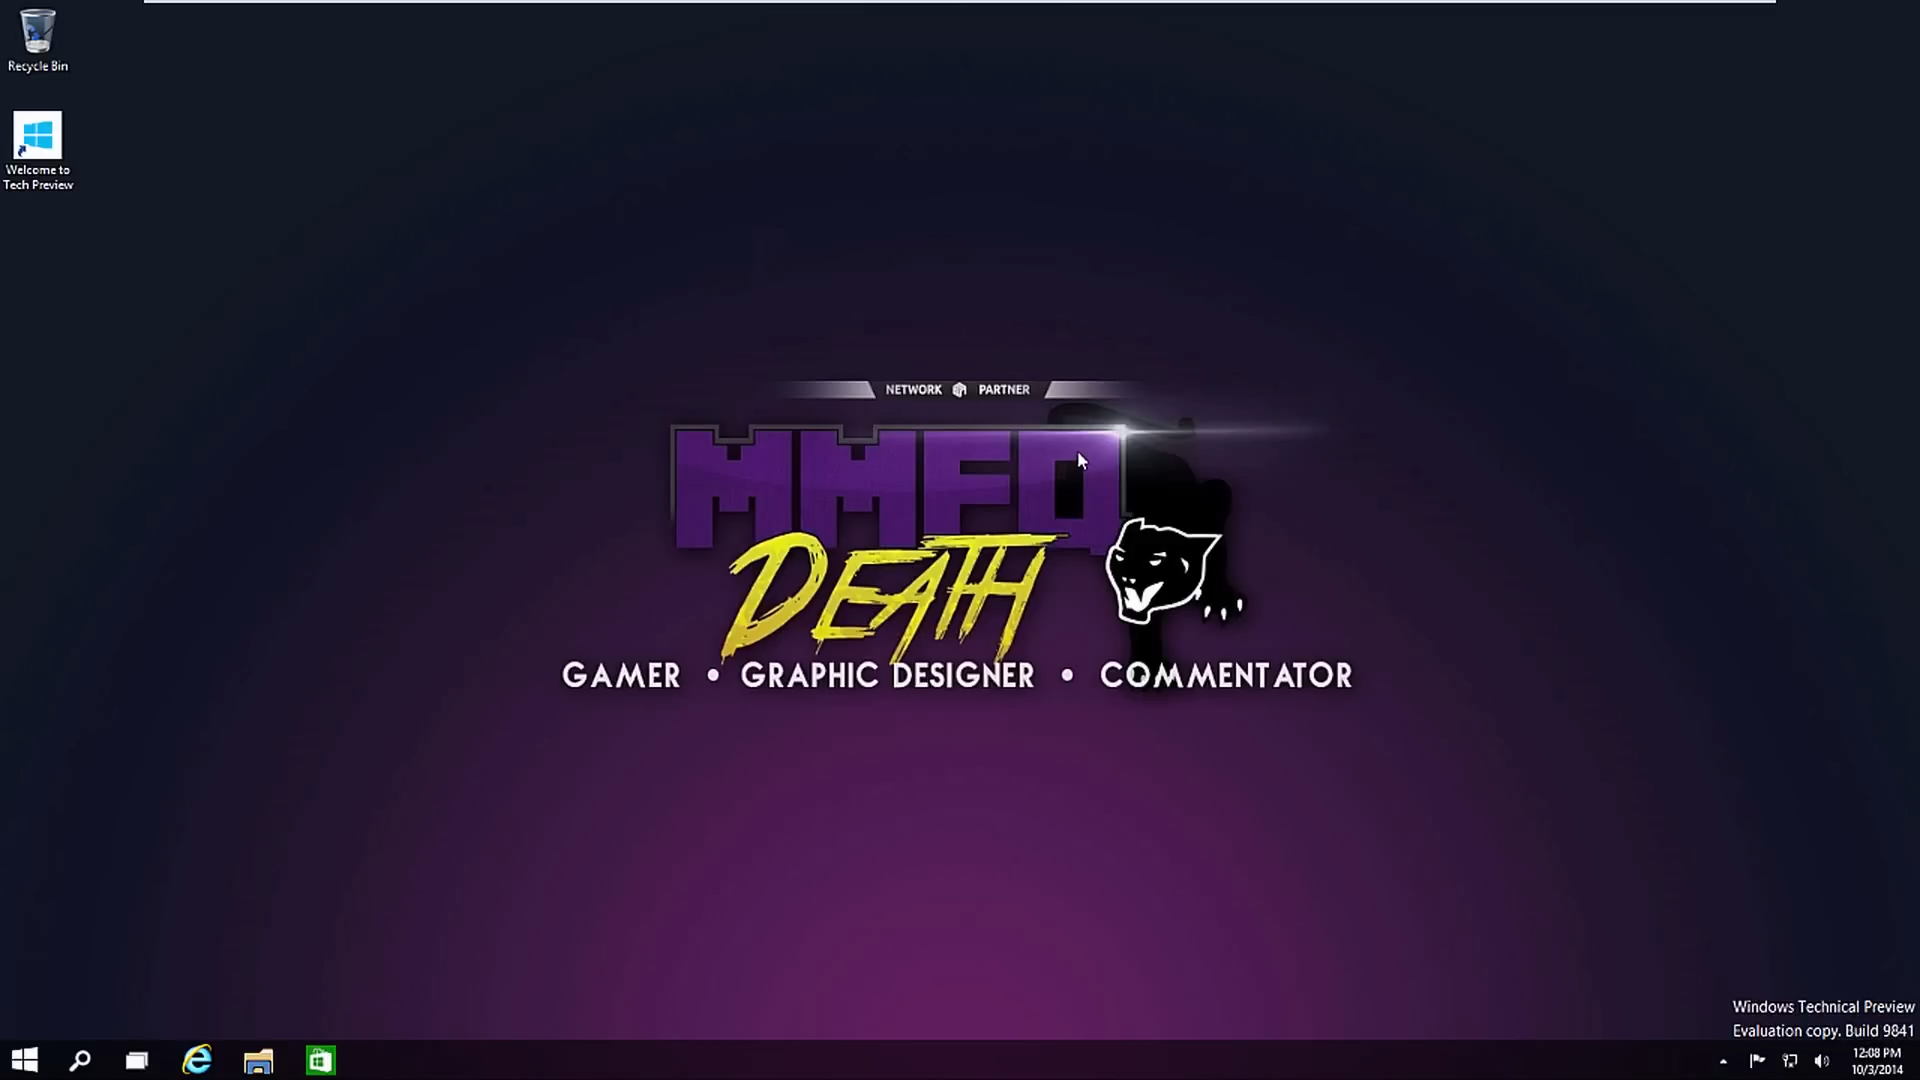 Recycle Bin
Welcome to
Tech Preview
NETWORK PARTNER
MMFQ
DEATH
GAMER • GRAPHIC DESIGNER • COMMENTATOR
Windows Technical Preview
Evaluation copy. Build 9841
12:08 PM
10/3/2014